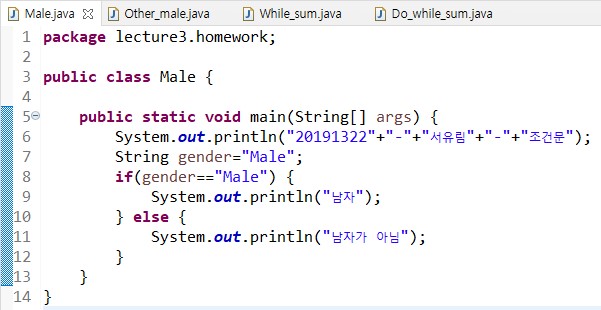 Male.java Other_male.java While_sum.java Do_while_sum.java
1 package lecture3.homework;
2
3 public class Male {
4
5 public static void main(String[] args) {
6 System.out.println("20191322"+"-"+"서유림"+"-"+"조건문");
7 String gender="Male";
8 if(gender=="Male") {
9 System.out.println("남자");
10 } else {
11 System.out.println("남자가 아님");
12 }
13 }
14 }